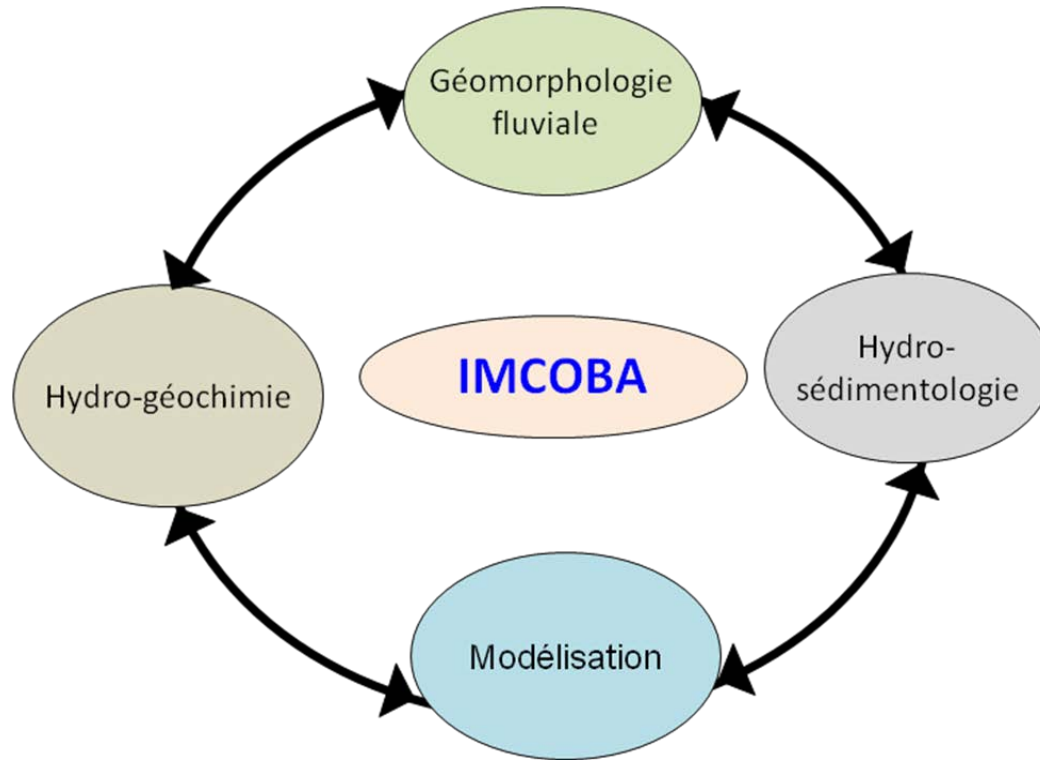 Géomorphologie
fluviale
Hydro-géochimie
IMCOBA
Hydro-
sédimentologie
Modélisation